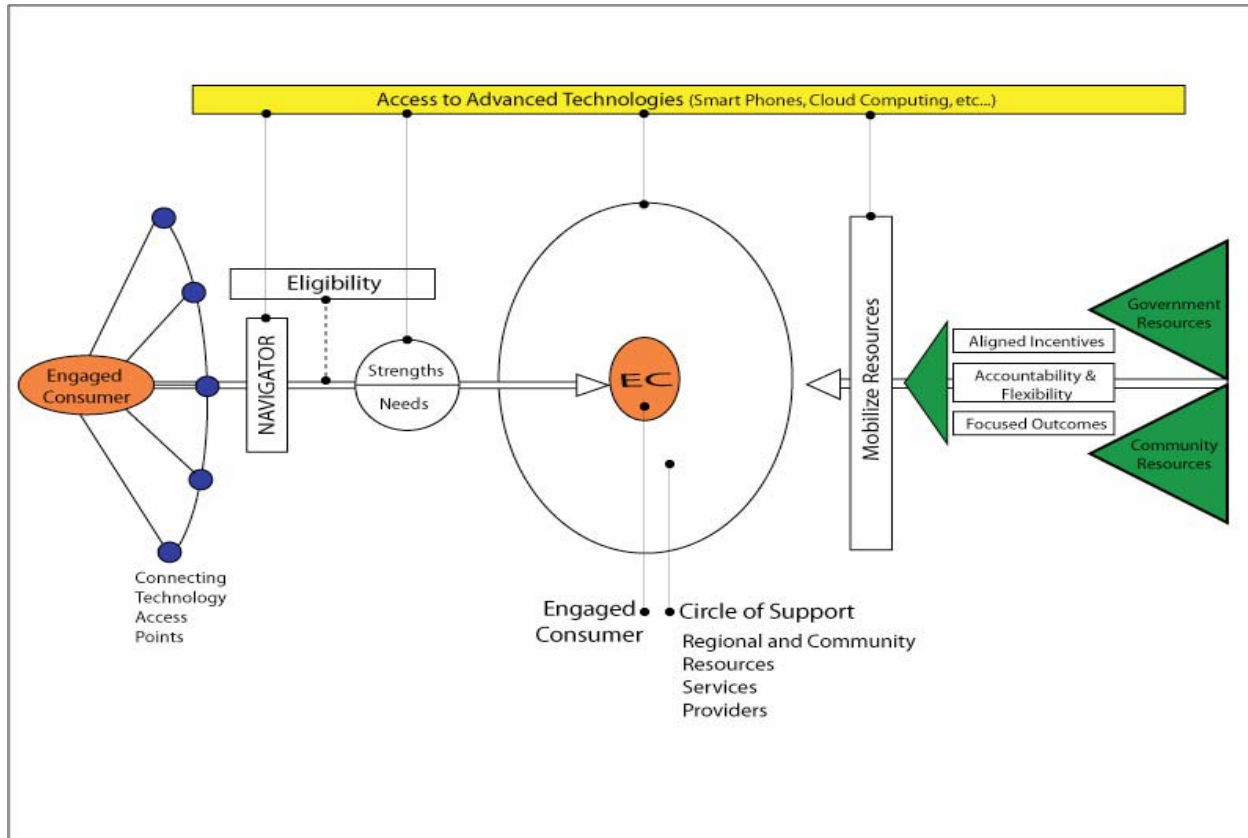 Access to Advanced Technologies (Smart Phones, Cloud Computing, etc...)
Eligibility
Engaged
Consumer
NAVIGATOR
Strengths
Needs
EC
Mobilize Resources
Aligned Incentives
Accountability &
Flexibility
Focused Outcomes
Government
Resources
Community
Resources
Connecting
Technology
Access
Points
Engaged
Consumer
Circle of Support
Regional and Community
Resources
Services
Providers